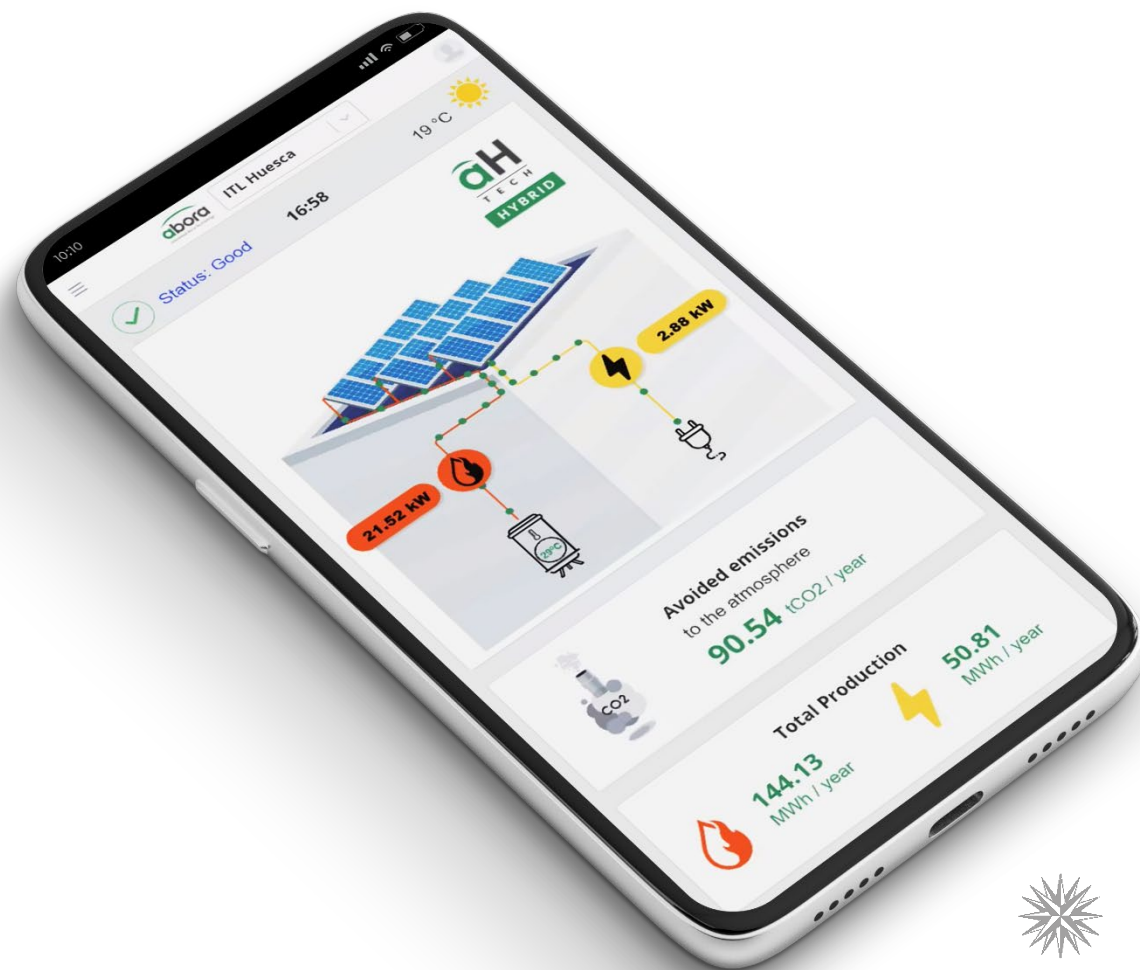 10:10
abora
ITL Huesca
Status: Good
16:58
19 °C
aH
TECH
HYBRID
2.88 kW
21.52 kW
29°C
Avoided emissions
to the atmosphere
90.54 tCO2 / year
CO2
Total Production
144.13
MWh / year
50.81
MWh / year